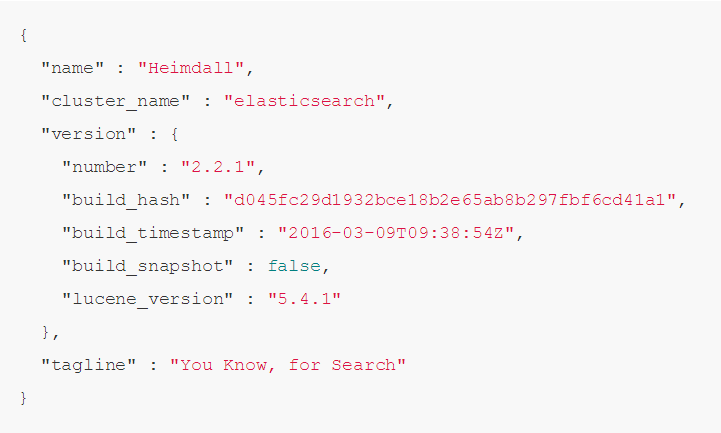 {
  "name" : "Heimdall",
  "cluster_name" : "elasticsearch",
  "version" : {
    "number" : "2.2.1",
    "build_hash" : "d045fc29d1932bce18b2e65ab8b297fbf6cd41a1",
    "build_timestamp" : "2016-03-09T09:38:54Z",
    "build_snapshot" : false,
    "lucene_version" : "5.4.1"
  },
  "tagline" : "You Know, for Search"
}